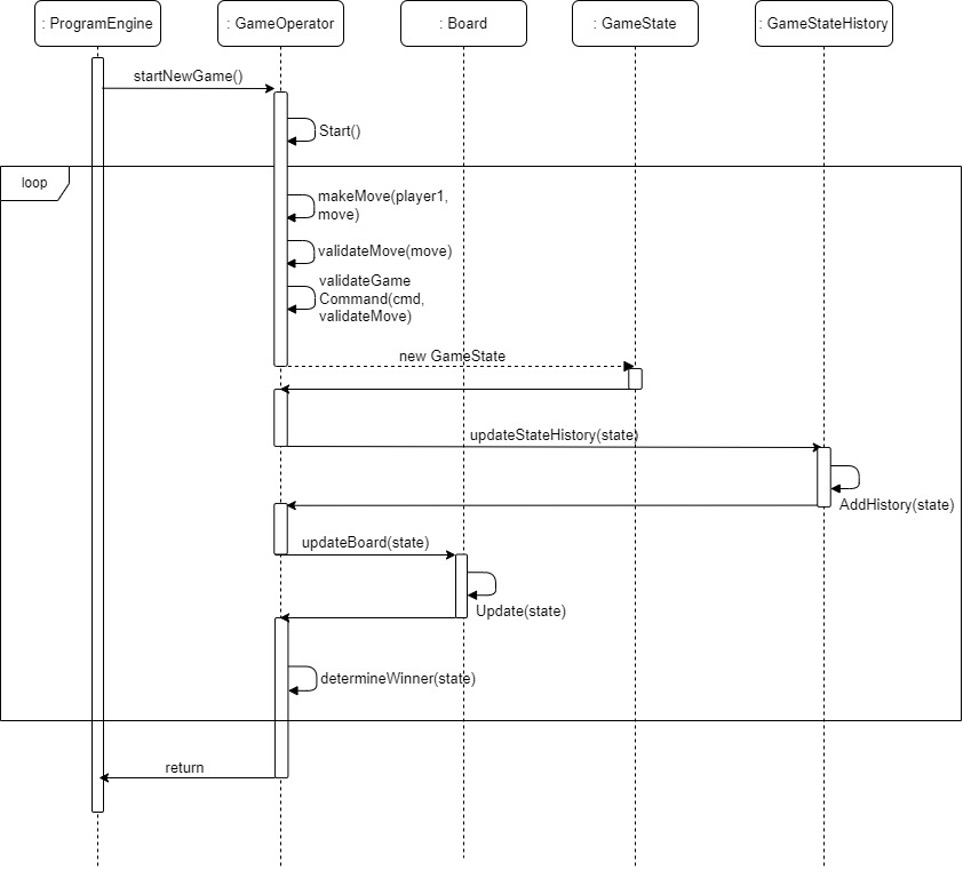 : ProgramEngine
: GameOperator
: Board
: GameState
: GameStateHistory
startNewGame()
Start()
loop
makeMove(player1,
move)
validateMove(move)
validateGame
Command(cmd,
validateMove)
new GameState
updateStateHistory(state)
AddHistory(state)
updateBoard(state)
Update(state)
determineWinner(state)
return